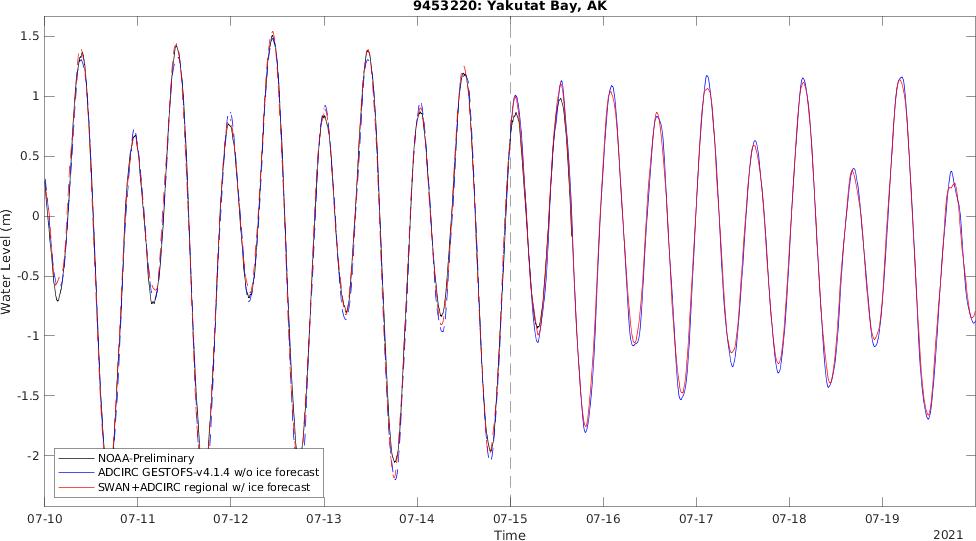 9453220: Yakutat Bay, AK
1.5
1
0.5
0
-0.5
-1
-1.5
-2
Water Level (m)
NOAA-Preliminary
ADCIRC GESTOFS-v4.1.4 w/o ice forecast
SWAN+ADCIRC regional w/ ice forecast
07-10 07-11 07-12 07-13 07-14 07-15 07-16 07-17 07-18 07-19
Time
2021